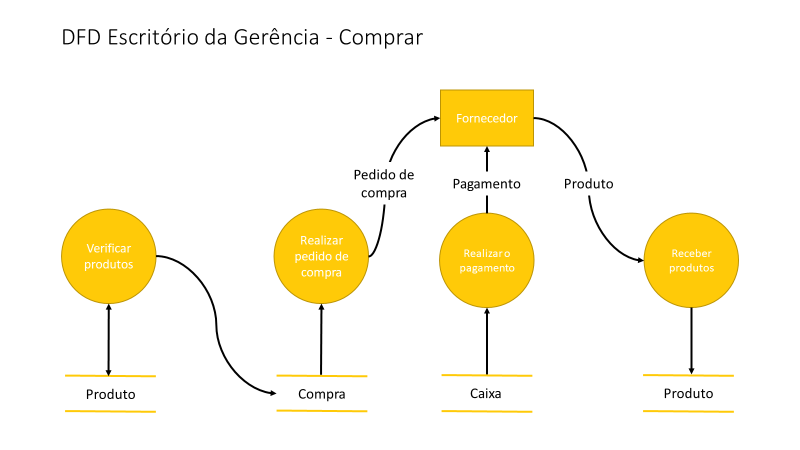 DFD Escritório da Gerência - Comprar
Fornecedor
Pedido de
compra
Pagamento
Produto
Verificar
produtos
Realizar
pedido de
compra
Realizar o
pagamento
Receber
produtos
Produto
Compra
Caixa
Produto